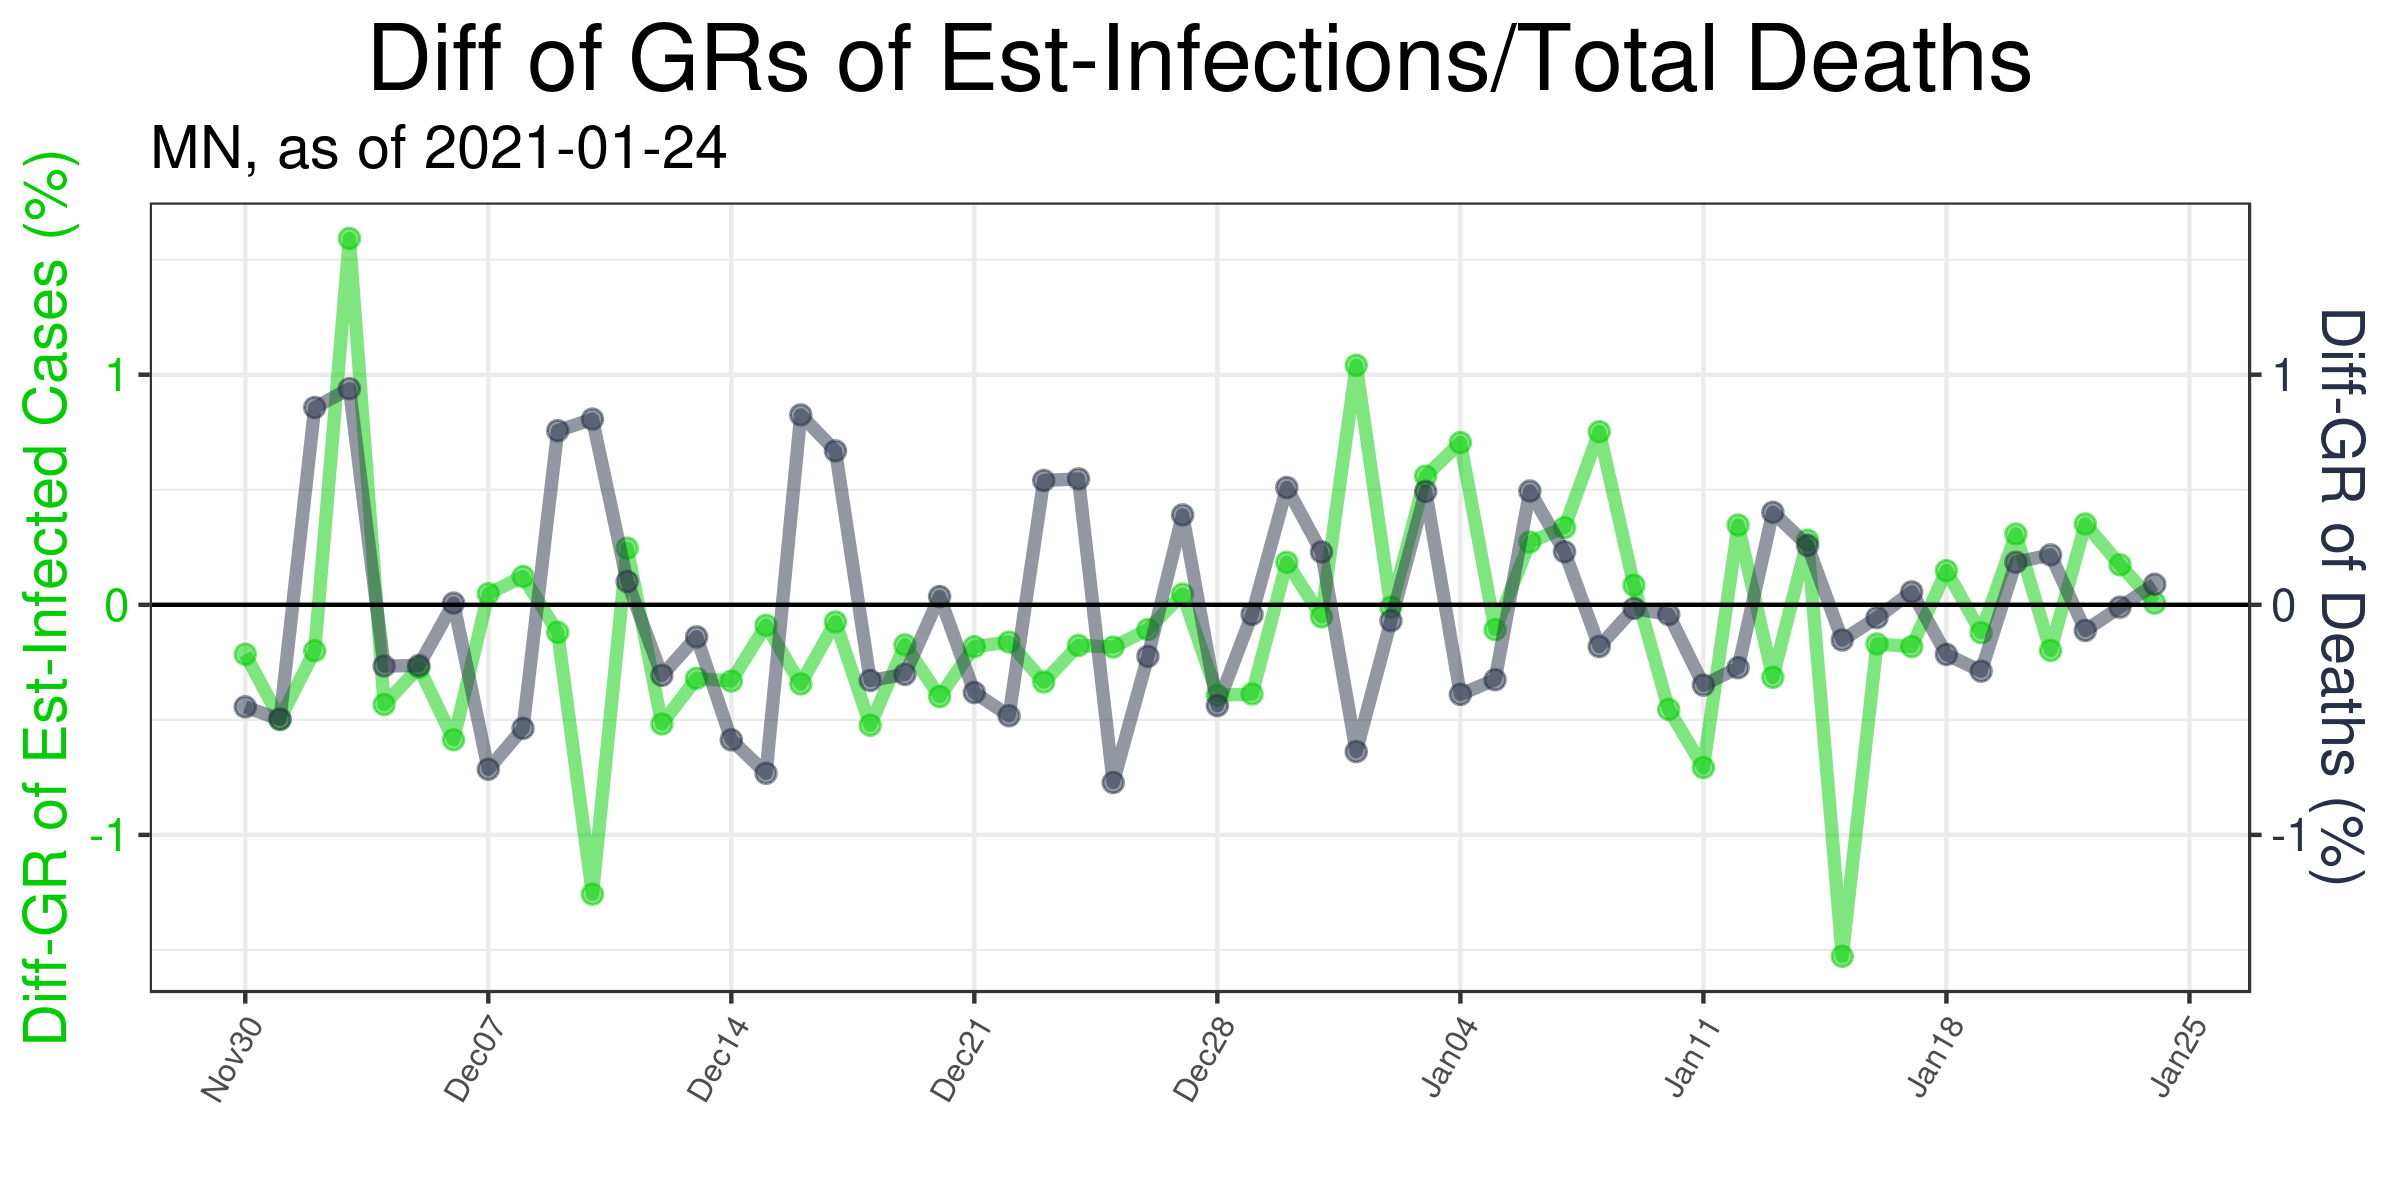 Diff of GRs of Est-Infections/Total Deaths
MN, as of 2021-01-24
Diff-GR of Est-Infected Cases (%)
1
0
-1
1
0
-1
Diff-GR of Deaths (%)
Nov30
Dec07
Dec14
Dec21
Dec28
Jan04
Jan11
Jan18
Jan25